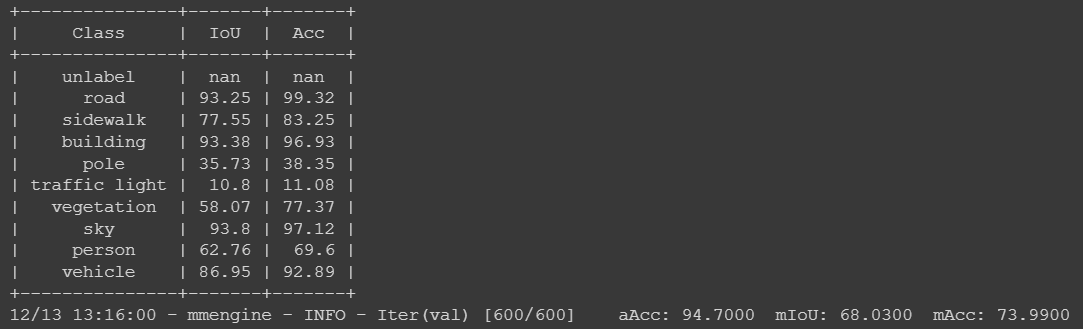 +---------------+-------+-------+
|     Class     |  IoU  |  Acc  |
+---------------+-------+-------+
|    unlabel    |  nan  |  nan  |
|      road     | 93.25 | 99.32 |
|    sidewalk   | 77.55 | 83.25 |
|    building   | 93.38 | 96.93 |
|      pole     | 35.73 | 38.35 |
| traffic light |  10.8 | 11.08 |
|   vegetation  | 58.07 | 77.37 |
|      sky      |  93.8 | 97.12 |
|     person    | 62.76 |  69.6 |
|    vehicle    | 86.95 | 92.89 |
+---------------+-------+-------+
12/13 13:16:00 - mmengine - INFO - Iter(val) [600/600]    aAcc: 94.7000  mIoU: 68.0300  mAcc: 73.9900